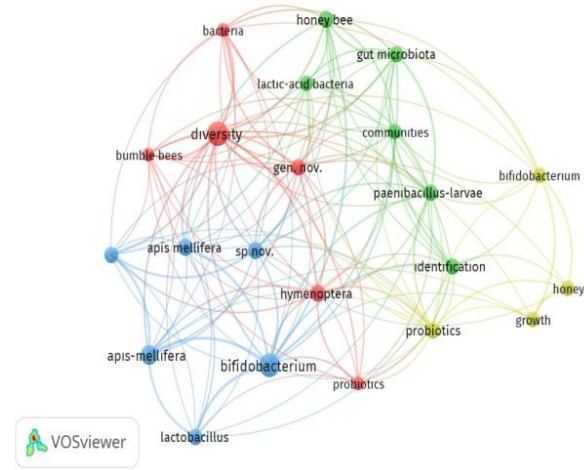 honey bee
bacteria
gut microbiota
lactic-acid bacteria
diversity
communities
bumble bees
gen. nov.
bifidobacterium
paenibacillus-larvae
apis mellifera
sp nov.
identification
honey
hymenoptera
growth
probiotics
apis-mellifera
bifidobacterium
probiotics
lactobacillus
VOSviewer